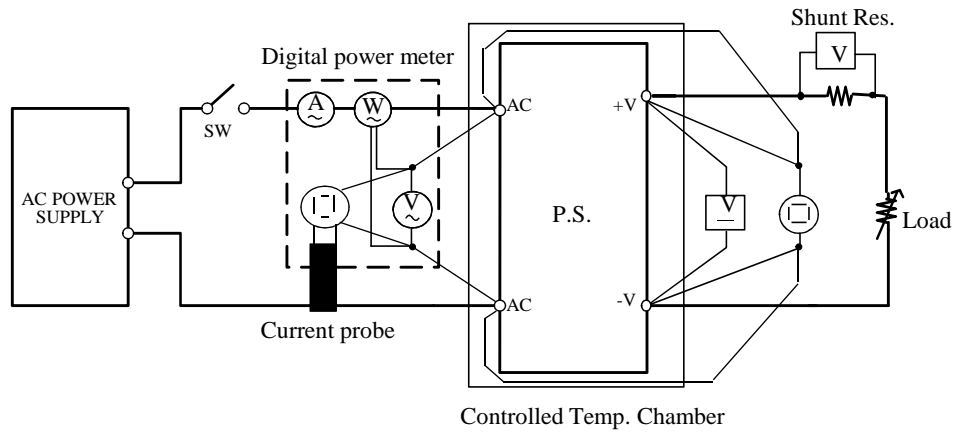 Shunt Res.
V
Digital power meter
A
W
AC
+V
SW
AC POWER
SUPPLY
V
P.S.
V
Load
AC
-V
Current probe
Controlled Temp. Chamber